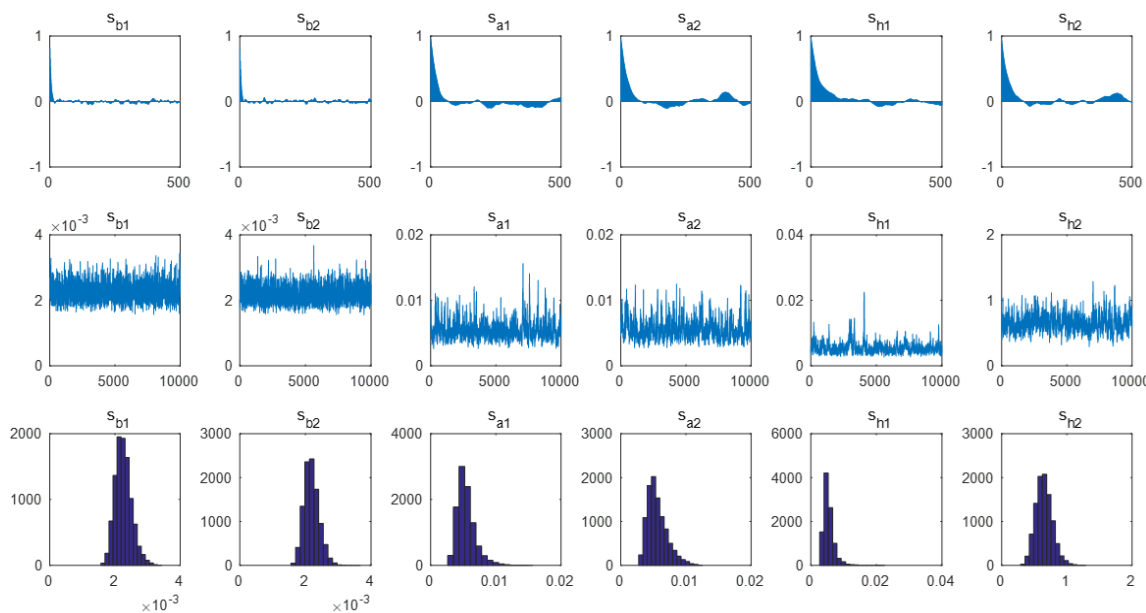 s_b1 s_b2 s_a1 s_a2 s_h1 s_h2
1 1 1 1 1 1
0 0 0 0 0 0
-1 -1 -1 -1 -1 -1
0 500 0 500 0 500 0 500 0 500 0 500
s_b1 s_b2 s_a1 s_a2 s_h1 s_h2
×10^-3 ×10^-3
4 4 0.02 0.02 0.04 2
2 2 0.01 0.01 0.02 1
0 0 0 0 0 0
0 5000 10000 0 5000 10000 0 5000 10000 0 5000 10000 0 5000 10000 0 5000 10000
s_b1 s_b2 s_a1 s_a2 s_h1 s_h2
2000 3000 4000 3000 6000 3000
2000 2000 4000 2000
1000 2000
1000 1000 2000 1000
0 0 0 0 0 0
0 2 4 0 2 4 0 0.01 0.02 0 0.01 0.02 0 0.02 0.04 0 1 2
×10^-3 ×10^-3